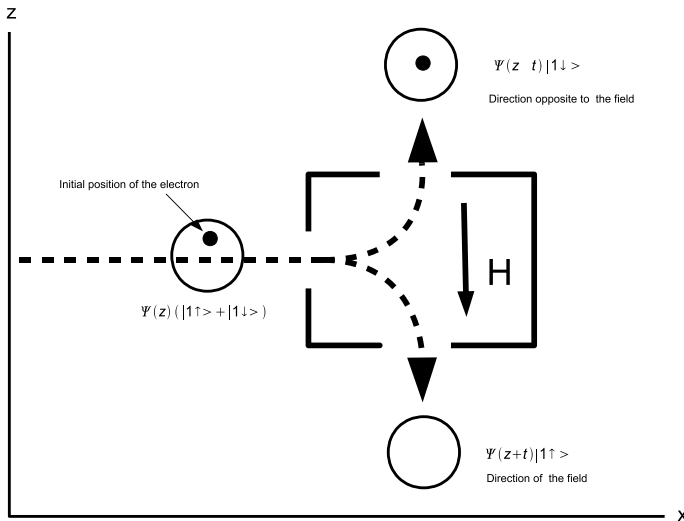 z
Ψ(z t)|1↓>
Direction opposite to the field
Initial position of the electron
H
Ψ(z)(|1↑>+|1↓>)
Ψ(z+t)|1↑>
Direction of the field
x